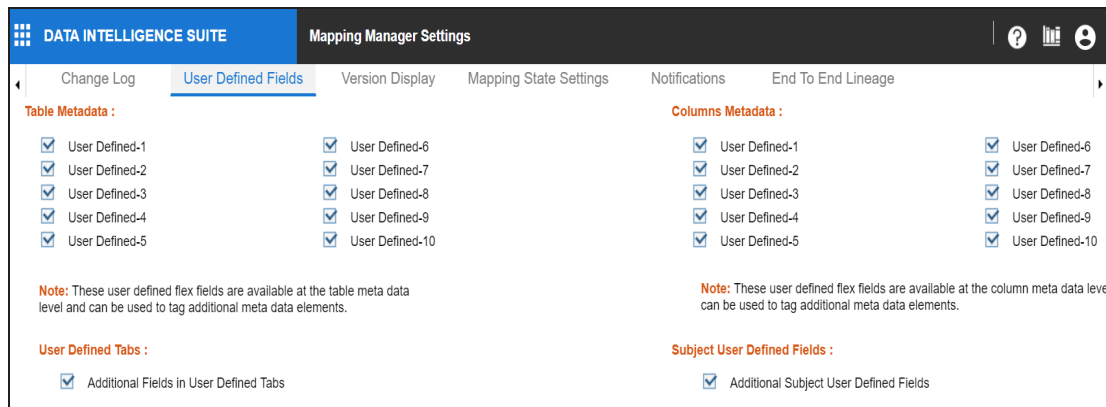 DATA INTELLIGENCE SUITE
Mapping Manager Settings
Change Log
User Defined Fields
Version Display
Mapping State Settings
Notifications
End To End Lineage
Table Metadata :
User Defined-1
User Defined-6
User Defined-2
User Defined-7
User Defined-3
User Defined-8
User Defined-4
User Defined-9
User Defined-5
User Defined-10
Note: These user defined flex fields are available at the table meta data
level and can be used to tag additional meta data elements.
Columns Metadata :
User Defined-1
User Defined-6
User Defined-2
User Defined-7
User Defined-3
User Defined-8
User Defined-4
User Defined-9
User Defined-5
User Defined-10
Note: These user defined flex fields are available at the column meta data leve
can be used to tag additional meta data elements.
User Defined Tabs :
Additional Fields in User Defined Tabs
Subject User Defined Fields :
Additional Subject User Defined Fields